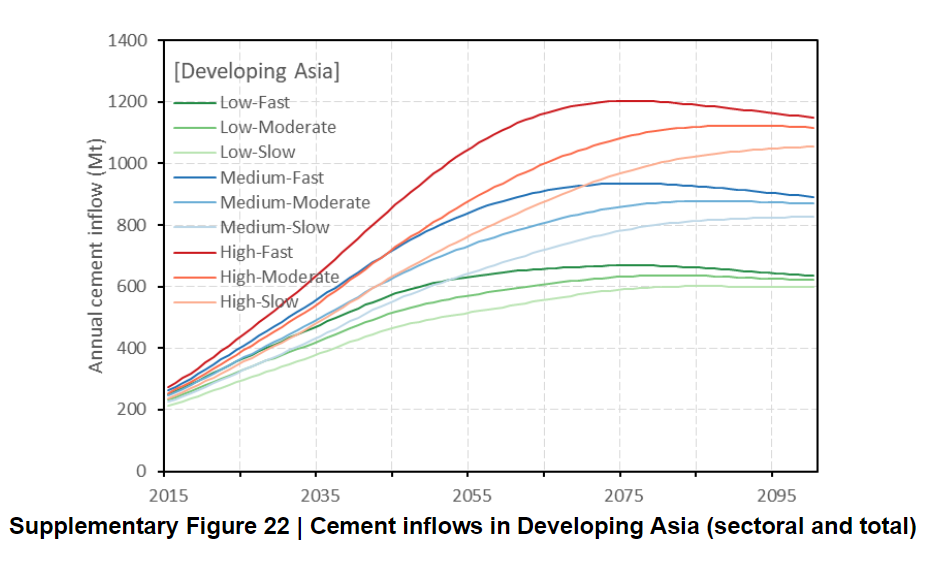 1400
1200
1000
800
600
400
200
0
Annual cement inflow (Mt)
[Developing Asia]
Low-Fast
Low-Moderate
Low-Slow
Medium-Fast
Medium-Moderate
Medium-Slow
High-Fast
High-Moderate
High-Slow
2015 2035 2055 2075 2095
Supplementary Figure 22 | Cement inflows in Developing Asia (sectoral and total)